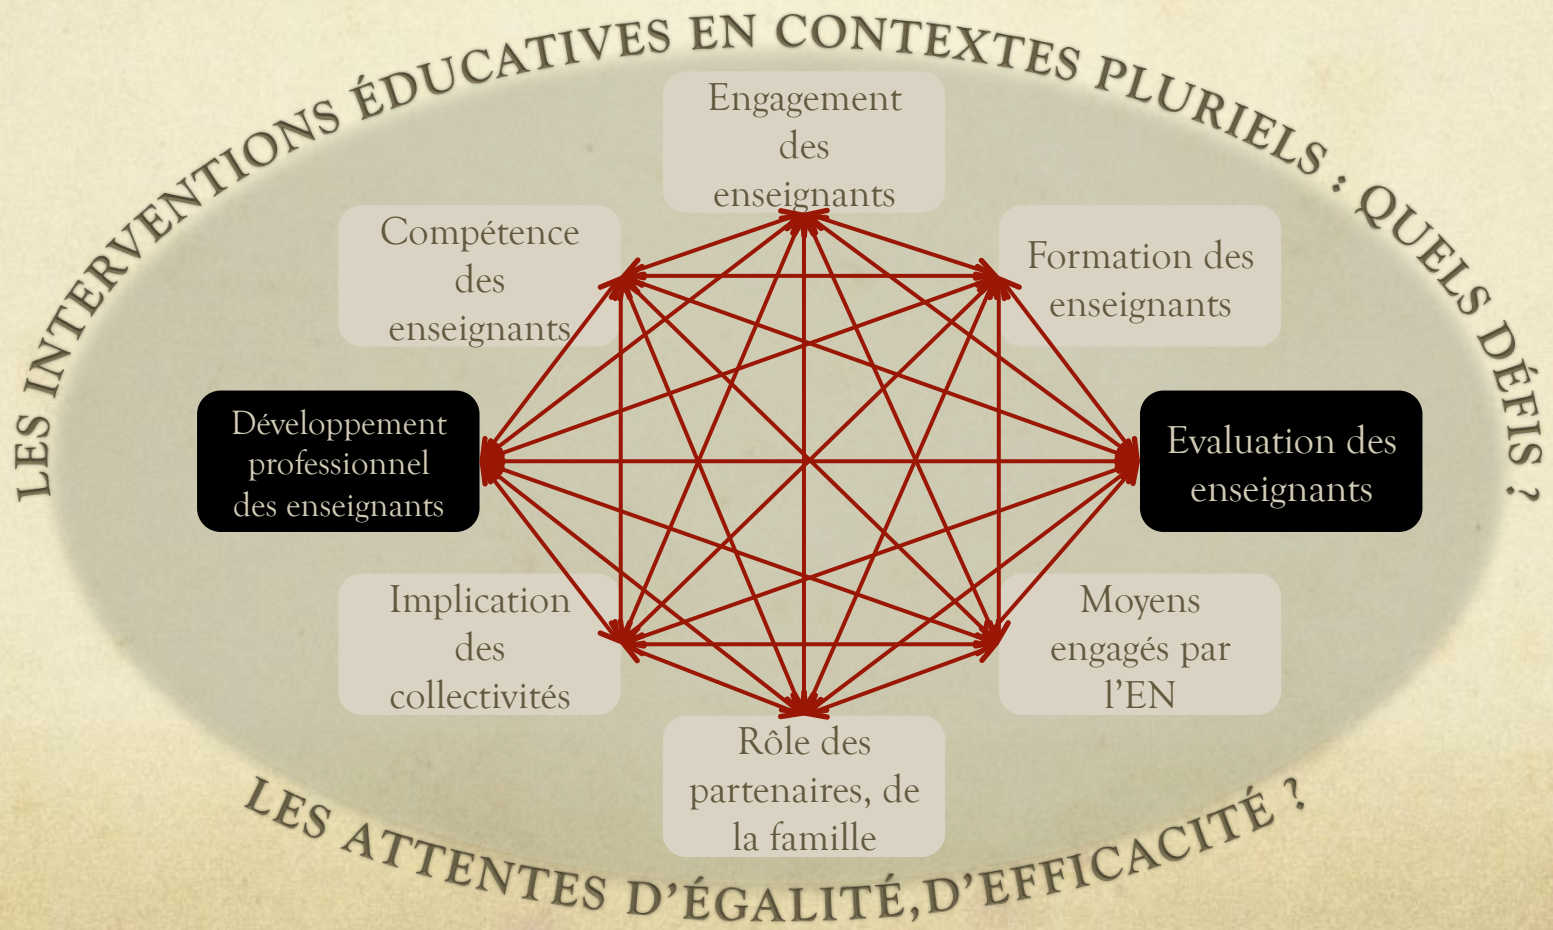 LES INTERVENTIONS ÉDUCATIVES EN CONTEXTES PLURIELS : QUELS DÉFIS ?
Engagement
des
enseignants
Compétence
des
enseignants
Formation des
enseignants
Développement
professionnel
des enseignants
Evaluation des
enseignants
Implication
des
collectivités
Moyens
engagés par
l’EN
Rôle des
partenaires, de
la famille
LES ATTENTES D’ÉGALITÉ,D’EFFICACITÉ ?